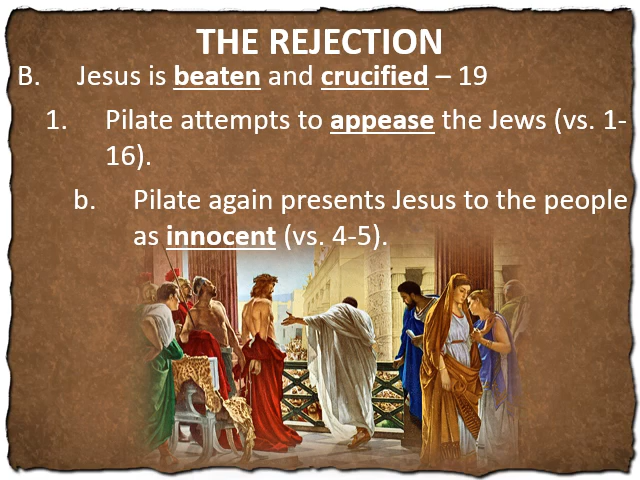 THE REJECTION
B. Jesus is beaten and crucified – 19
1. Pilate attempts to appease the Jews (vs. 1-
16).
b. Pilate again presents Jesus to the people
as innocent (vs. 4-5).